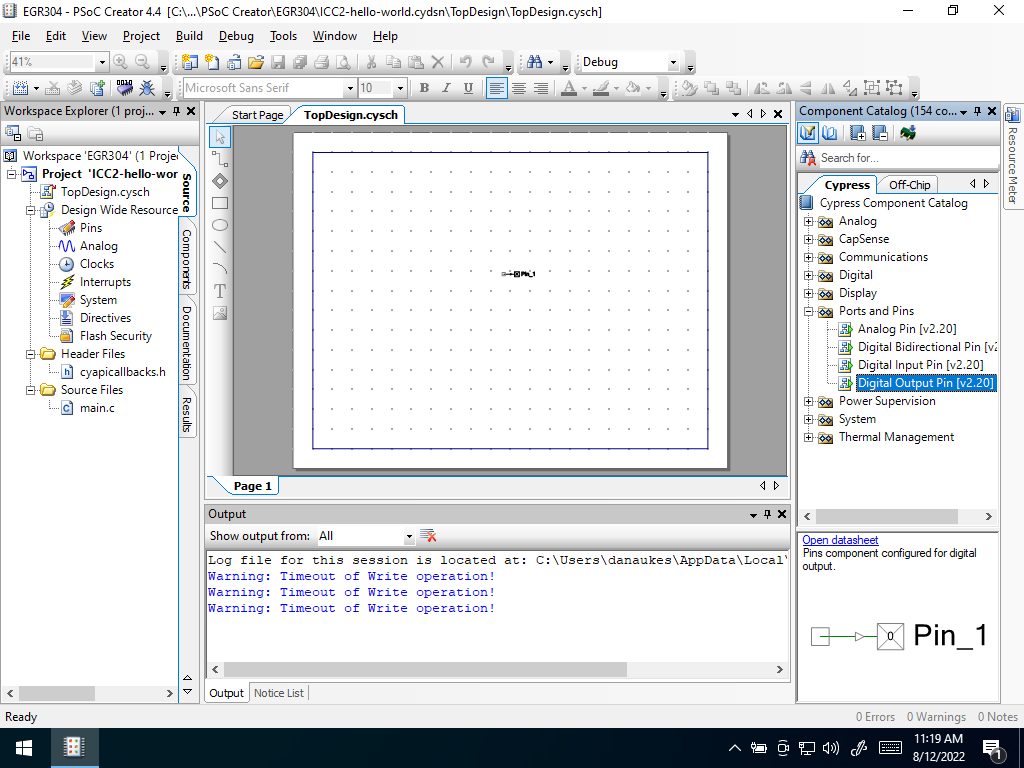 EGR304 - PSoC Creator 4.4 [C:\...\PSoC Creator\EGR304\ICC2-hello-world.cydsn\TopDesign\TopDesign.cysch]
File Edit View Project Build Debug Tools Window Help
41%
Debug
Microsoft Sans Serif
10
B I U
Workspace Explorer (1 proj...
Workspace 'EGR304' (1 Projec
Project 'ICC2-hello-wor
TopDesign.cysch
Design Wide Resource
Pins
Analog
Clocks
Interrupts
System
Directives
Flash Security
Header Files
cyapicallbacks.h
Source Files
main.c
Source
Components
Documentation
Results
Start Page
TopDesign.cysch
T
Pin_1
Page 1
Output
Show output from: All
Log file for this session is located at: C:\Users\danaukes\AppData\Local\
Warning: Timeout of Write operation!
Warning: Timeout of Write operation!
Warning: Timeout of Write operation!
Output
Notice List
Component Catalog (154 co...
Search for...
Cypress
Off-Chip
Cypress Component Catalog
Analog
CapSense
Communications
Digital
Display
Ports and Pins
Analog Pin [v2.20]
Digital Bidirectional Pin [v2
Digital Input Pin [v2.20]
Digital Output Pin [v2.20]
Power Supervision
System
Thermal Management
Open datasheet
Pins component configured for digital
output.
0
Pin_1
Resource Meter
Ready
0 Errors
0 Warnings
0 Notes
11:19 AM
8/12/2022
1